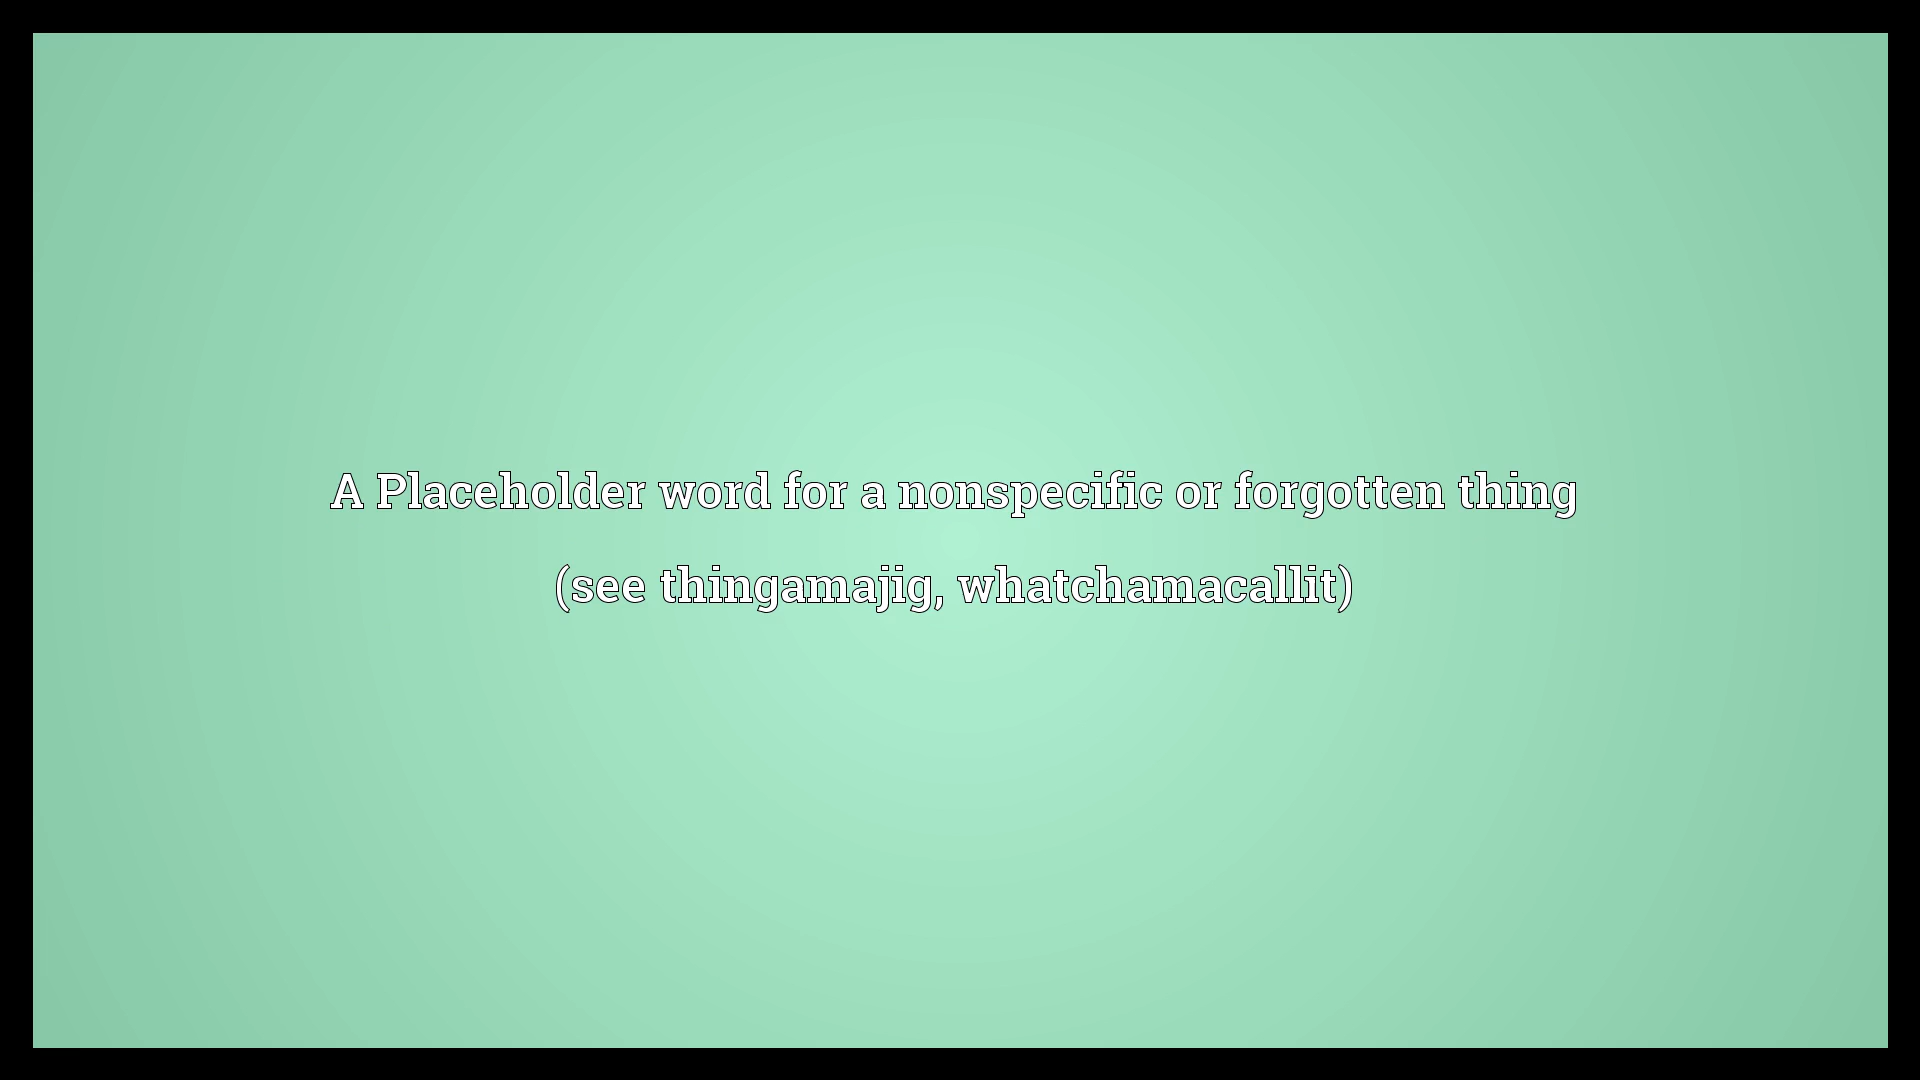 A Placeholder word for a nonspecific or forgotten thing
(see thingamajig, whatchamacallit)